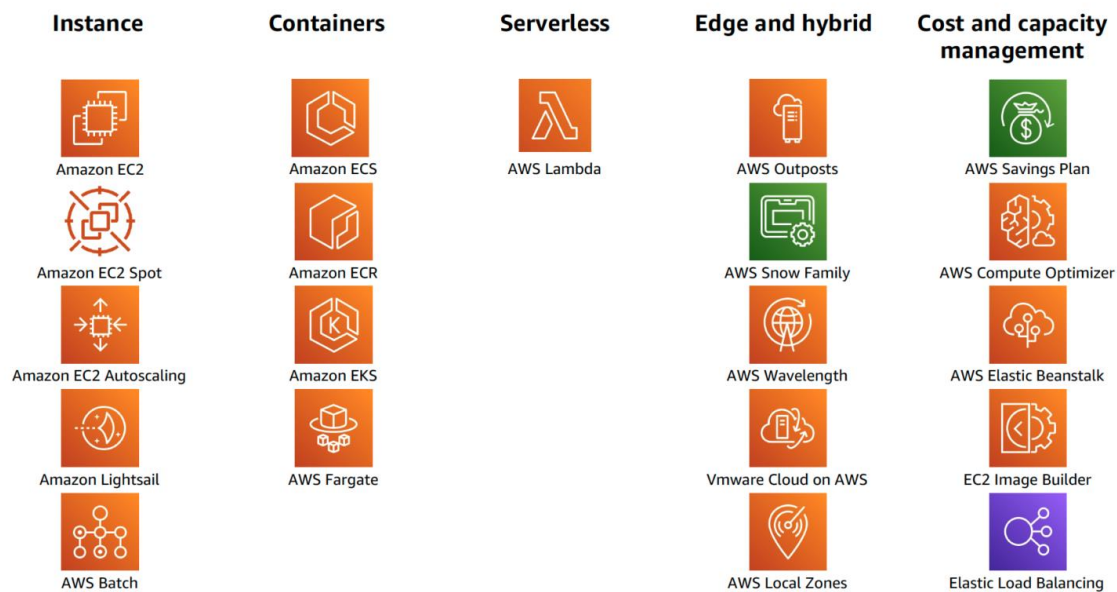 Instance
Amazon EC2
Amazon EC2 Spot
Amazon EC2 Autoscaling
Amazon Lightsail
AWS Batch
Containers
Amazon ECS
Amazon ECR
Amazon EKS
K
AWS Fargate
Serverless
AWS Lambda
Edge and hybrid
AWS Outposts
AWS Snow Family
AWS Wavelength
Vmware Cloud on AWS
AWS Local Zones
Cost and capacity
management
$
AWS Savings Plan
AWS Compute Optimizer
AWS Elastic Beanstalk
EC2 Image Builder
Elastic Load Balancing